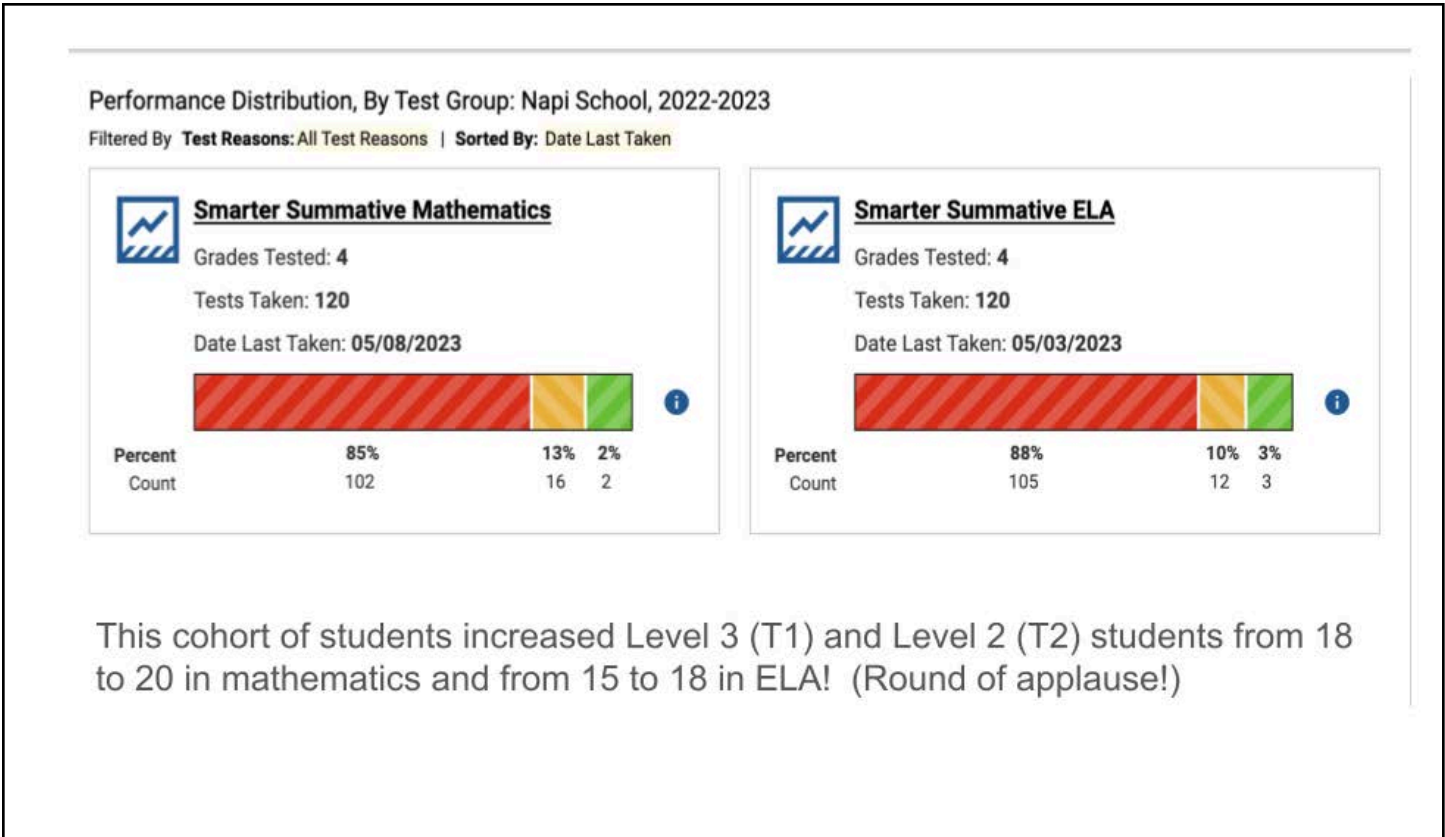 Performance Distribution, By Test Group: Napi School, 2022-2023
Filtered By Test Reasons: All Test Reasons | Sorted By: Date Last Taken
Smarter Summative Mathematics
Grades Tested: 4
Tests Taken: 120
Date Last Taken: 05/08/2023
Percent 85% 13% 2%
Count 102 16 2
Smarter Summative ELA
Grades Tested: 4
Tests Taken: 120
Date Last Taken: 05/03/2023
Percent 88% 10% 3%
Count 105 12 3
This cohort of students increased Level 3 (T1) and Level 2 (T2) students from 18
to 20 in mathematics and from 15 to 18 in ELA! (Round of applause!)